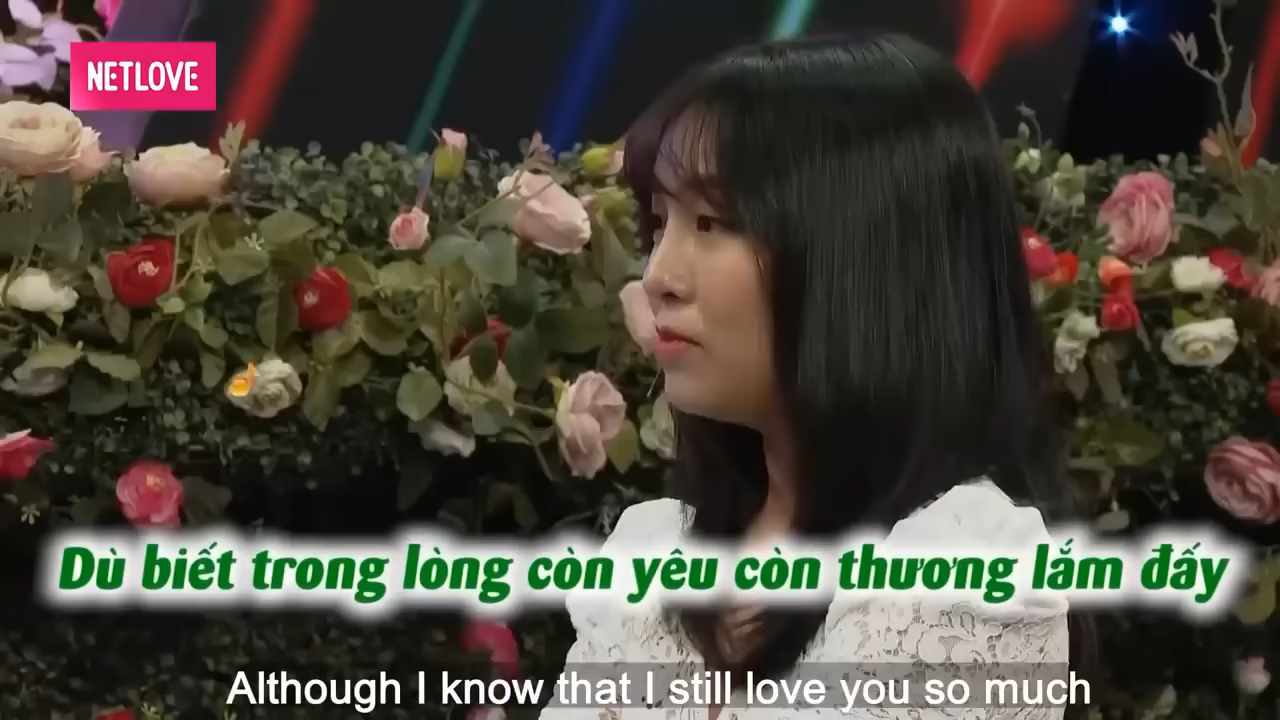 NETLOVE
Dù biết trong lòng còn yêu còn thương lắm đấy
Although I know that I still love you so much